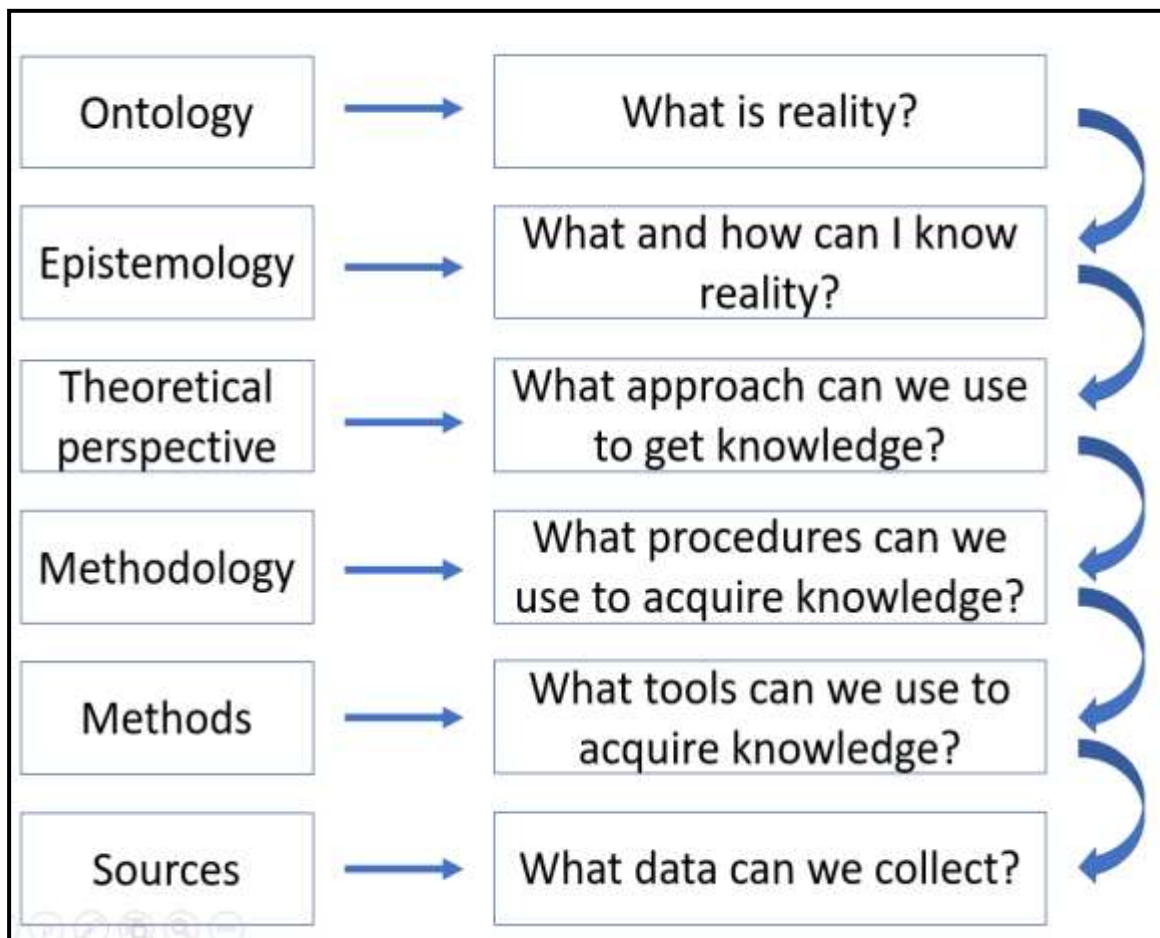 Ontology
What is reality?
Epistemology
What and how can I know
reality?
Theoretical
perspective
What approach can we use
to get knowledge?
Methodology
What procedures can we
use to acquire knowledge?
Methods
What tools can we use to
acquire knowledge?
Sources
What data can we collect?